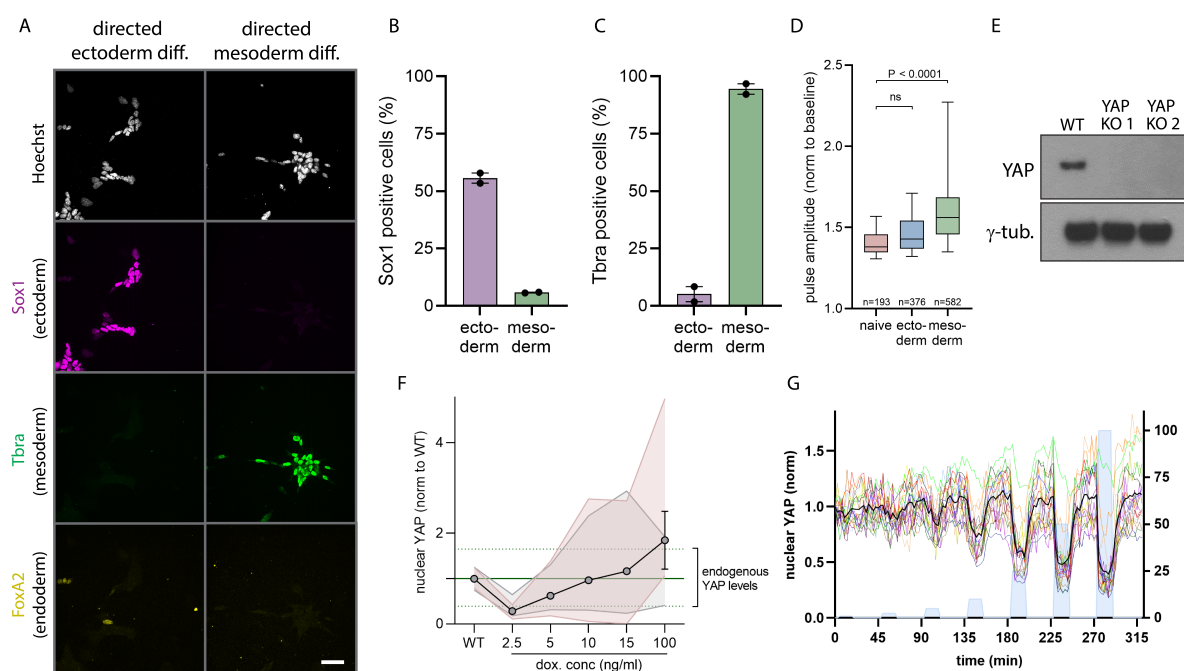 A
directed
ectoderm diff.
directed
mesoderm diff.
Hoechst
Sox1
(ectoderm)
Tbra
(mesoderm)
FoxA2
(endoderm)
B
Sox1 positive cells (%)
100
75
50
25
0
ecto-
derm
meso-
derm
C
Tbra positive cells (%)
100
75
50
25
0
ecto-
derm
meso-
derm
D
pulse amplitude (norm to baseline)
2.5
2.0
1.5
1.0
P < 0.0001
ns
n=193 n=376 n=582
naive
ecto-
derm
meso-
derm
E
WT
YAP
KO 1
YAP
KO 2
YAP
γ-tub.
F
nuclear YAP (norm to WT)
4
2
1
0
endogenous
YAP levels
WT 2.5 5 10 15 100
dox. conc (ng/ml)
G
nuclear YAP (norm)
1.5
1.0
0.5
0.0
100
75
50
25
0
0 45 90 135 180 225 270 315
time (min)